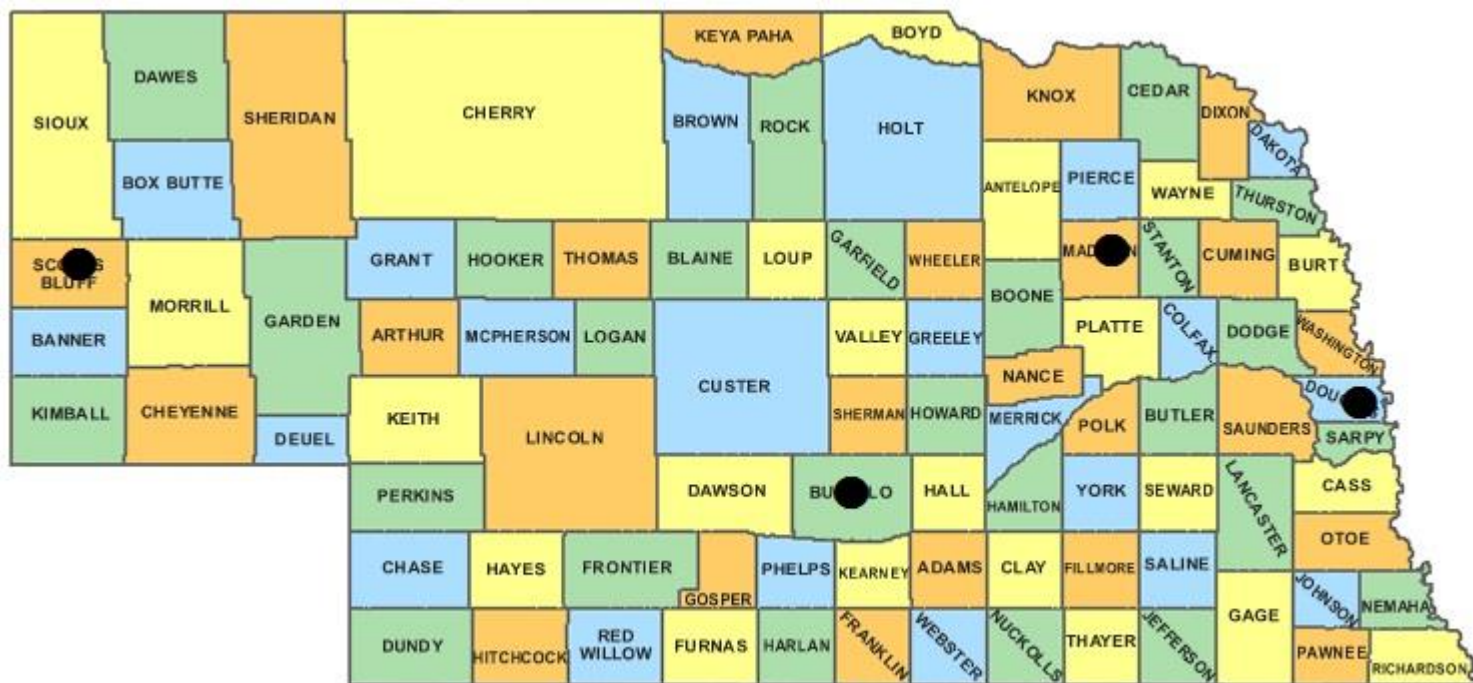 KEYA PAHA
BOYD
DAWES
SIOUX
SHERIDAN
CHERRY
BROWN
ROCK
HOLT
KNOX
CEDAR
DIXON
DAKOTA
BOX BUTTE
ANTELOPE
PIERCE
WAYNE
THURSTON
BLUFF
MORRILL
GARDEN
GRANT
HOOKER
THOMAS
BLAINE
LOUP
GARFIELD
WHEELER
BOONE
STANTON
CUMING
BURT
BANNER
ARTHUR
MCPHERSON
LOGAN
CUSTER
VALLEY
GREELEY
PLATTE
COLFAX
DODGE
WASHINGTON
NANCE
KIMBALL
CHEYENNE
DEUEL
KEITH
LINCOLN
SHERMAN
HOWARD
MERRICK
POLK
BUTLER
SAUNDERS
SARPY
PERKINS
DAWSON
HALL
HAMILTON
YORK
SEWARD
LANCASTER
CASS
OTOE
CHASE
HAYES
FRONTIER
GOSPER
PHELPS
KEARNEY
ADAMS
CLAY
FILLMORE
SALINE
GAGE
JOHNSON
NEMAHA
DUNDY
HITCHCOCK
RED
WILLOW
FURNAS
HARLAN
FRANKLIN
WEBSTER
NUCKOLLS
THAYER
JEFFERSON
PAWNEE
RICHARDSON